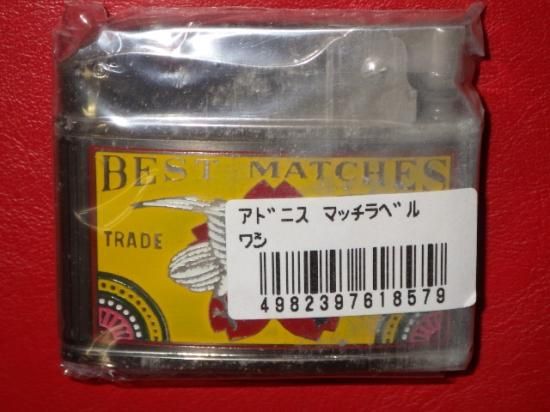 BEST MATCHES
TRADE
ｱﾄﾞﾆｽ ﾏｯﾁﾗﾍﾞﾙ
ﾜｼ
4982397618579